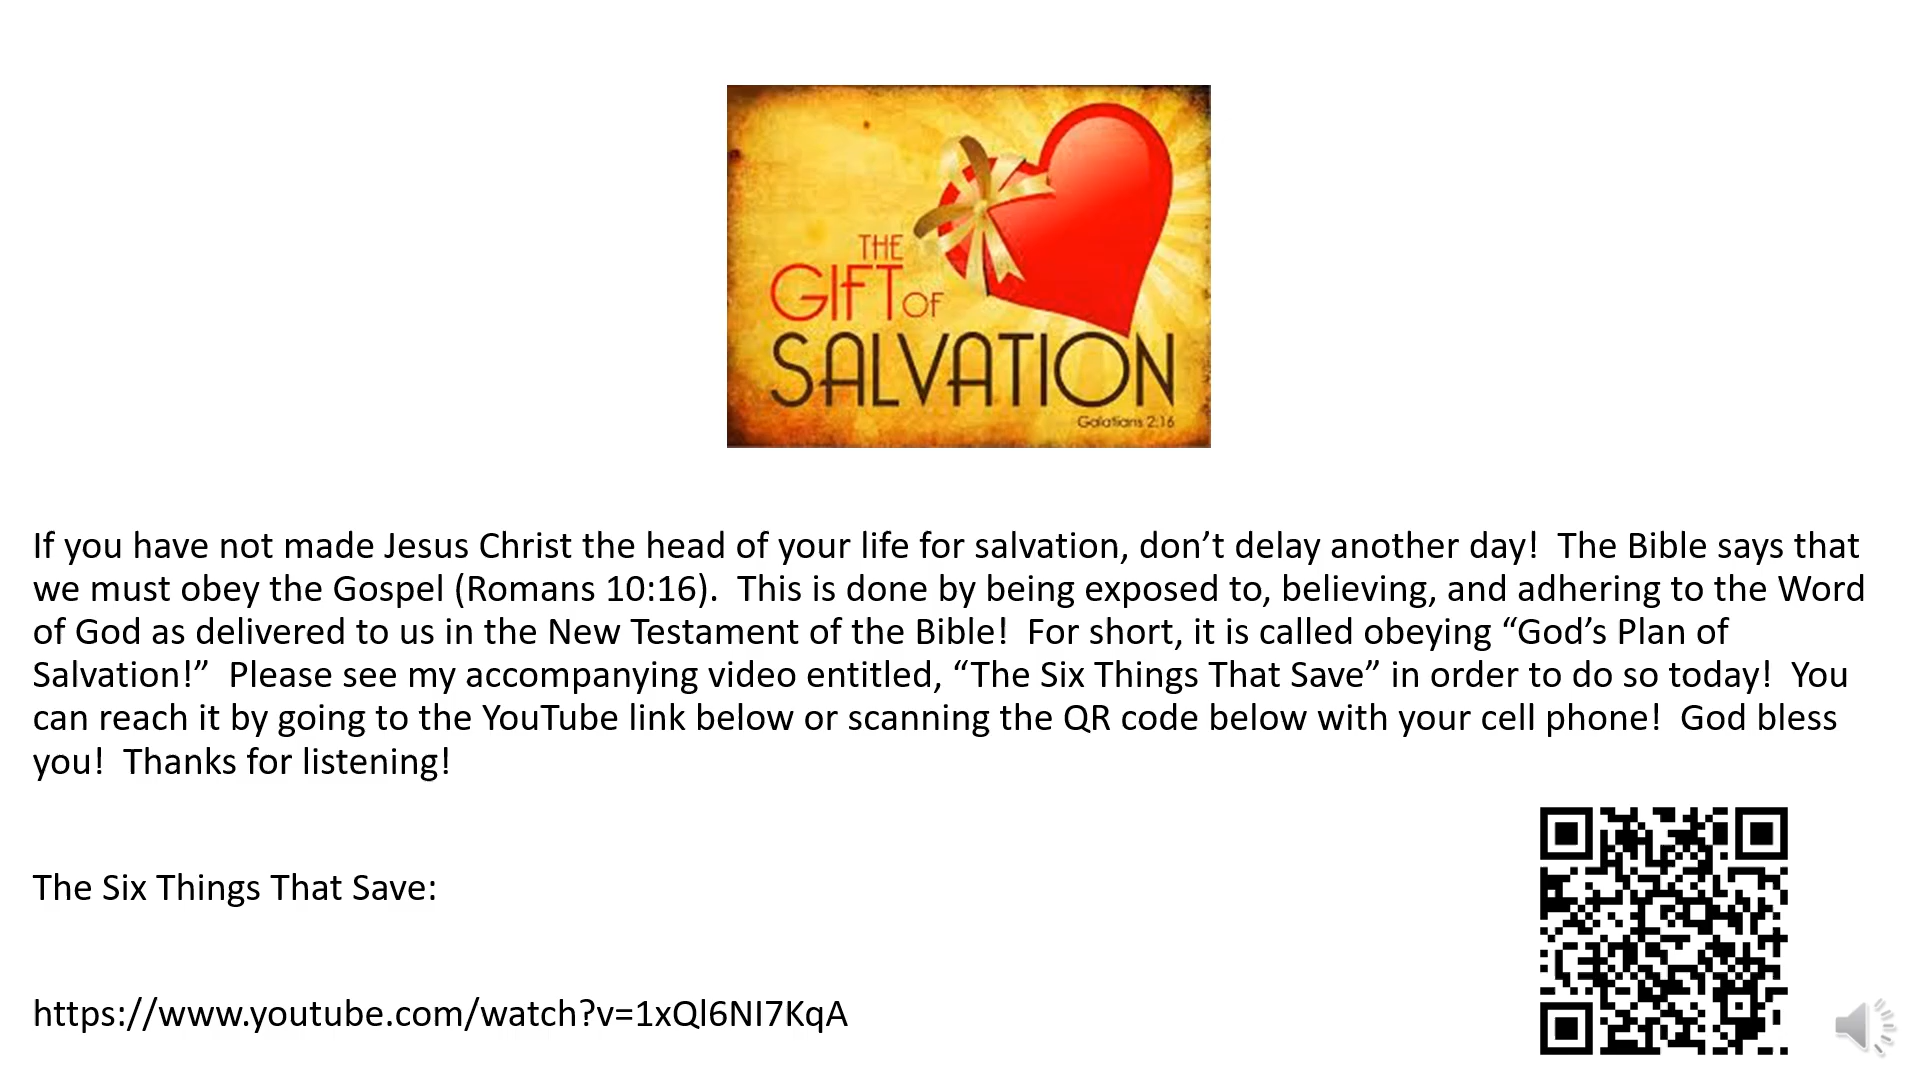 THE
GIFT OF
SALVATION
Galatians 2:16
If you have not made Jesus Christ the head of your life for salvation, don’t delay another day!  The Bible says that
we must obey the Gospel (Romans 10:16).  This is done by being exposed to, believing, and adhering to the Word
of God as delivered to us in the New Testament of the Bible!  For short, it is called obeying “God’s Plan of
Salvation!”  Please see my accompanying video entitled, “The Six Things That Save” in order to do so today!  You
can reach it by going to the YouTube link below or scanning the QR code below with your cell phone!  God bless
you!  Thanks for listening!
The Six Things That Save:
https://www.youtube.com/watch?v=1xQl6NI7KqA